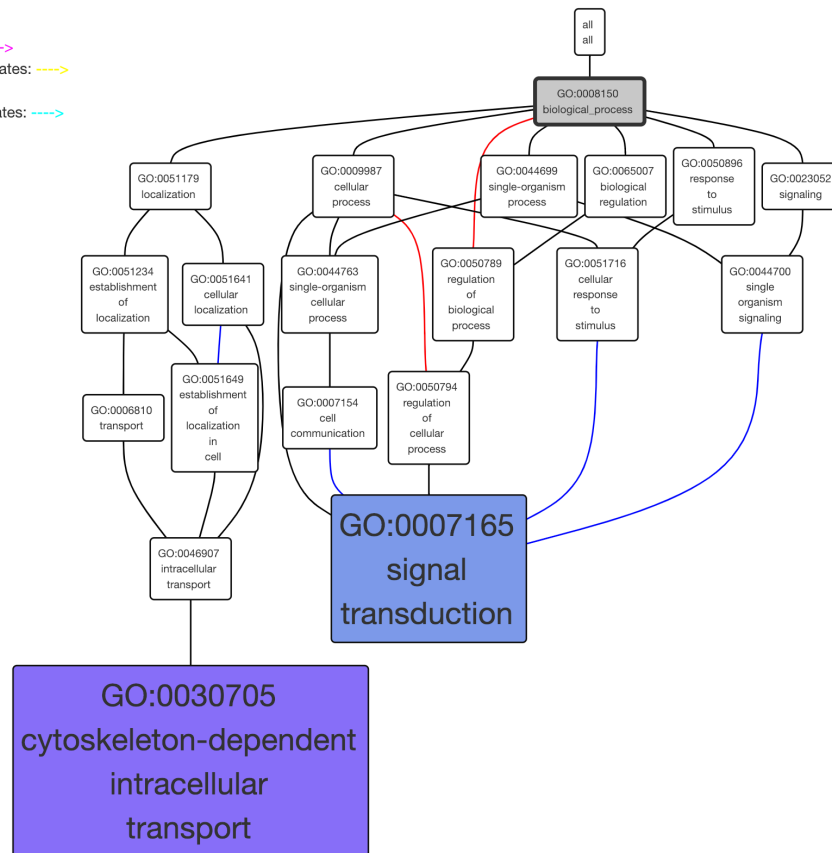 all
all
-->
ates: ---->
ates: ---->
GO:0008150
biological_process
GO:0051179
localization
GO:0009987
cellular
process
GO:0044699
single-organism
process
GO:0065007
biological
regulation
GO:0050896
response
to
stimulus
GO:0023052
signaling
GO:0051234
establishment
of
localization
GO:0051641
cellular
localization
GO:0044763
single-organism
cellular
process
GO:0050789
regulation
of
biological
process
GO:0051716
cellular
response
to
stimulus
GO:0044700
single
organism
signaling
GO:0006810
transport
GO:0051649
establishment
of
localization
in
cell
GO:0007154
cell
communication
GO:0050794
regulation
of
cellular
process
GO:0007165
signal
transduction
GO:0046907
intracellular
transport
GO:0030705
cytoskeleton-dependent
intracellular
transport